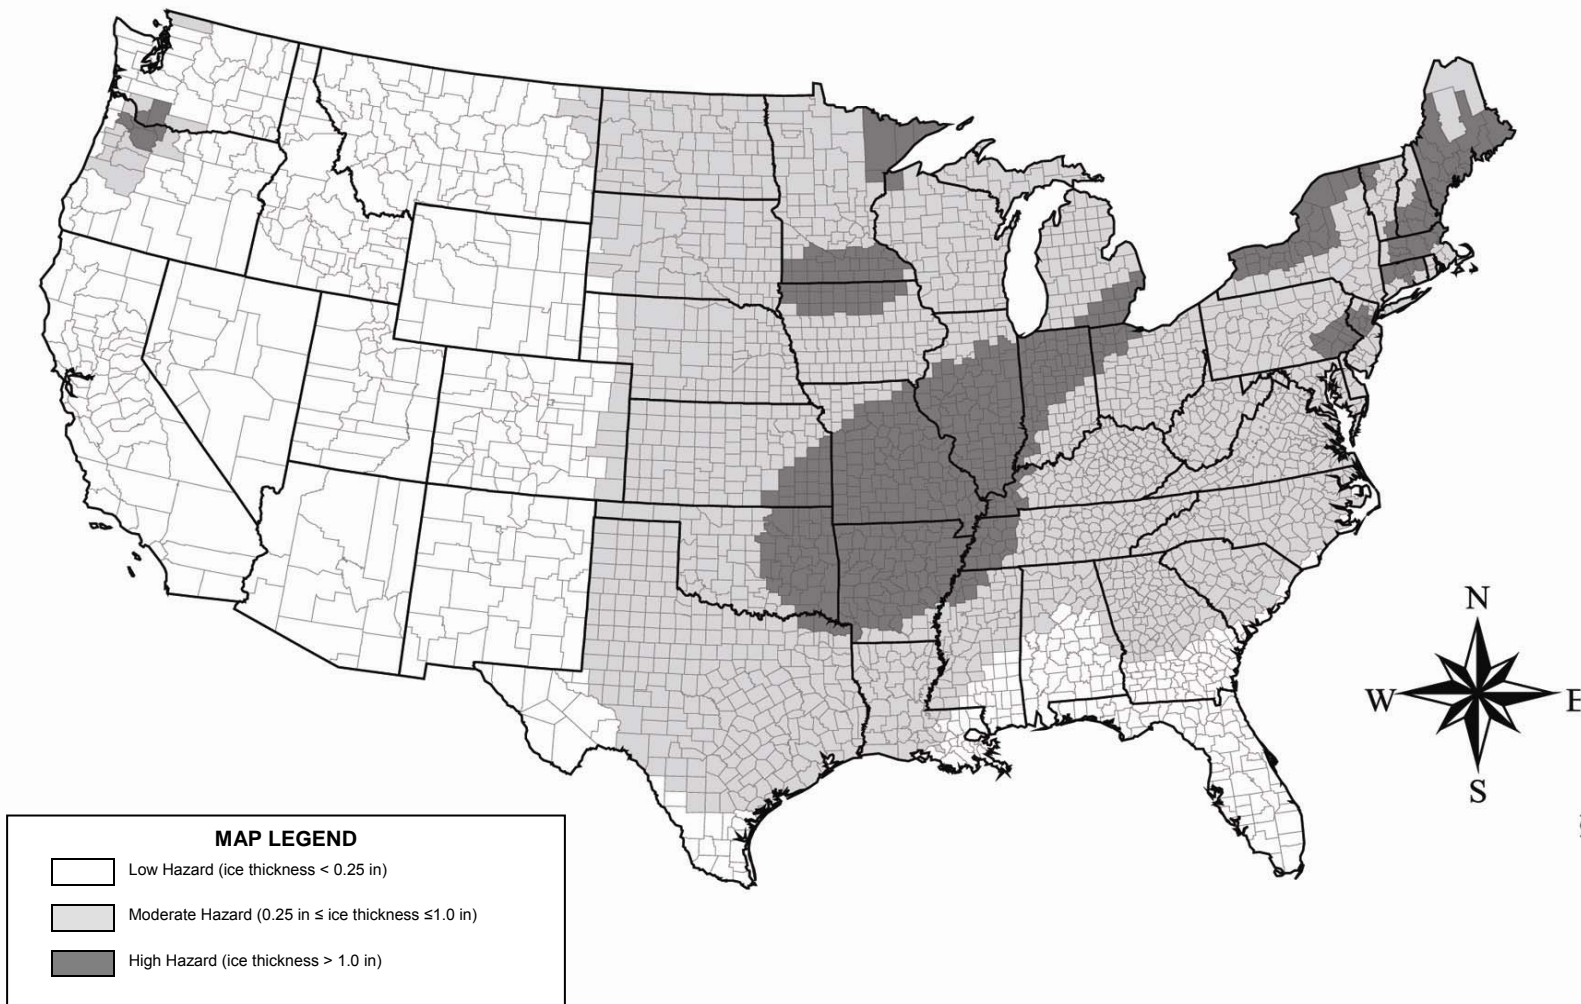 N
W
E
S
MAP LEGEND
Low Hazard (ice thickness < 0.25 in)
Moderate Hazard (0.25 in ≤ ice thickness ≤1.0 in)
High Hazard (ice thickness > 1.0 in)